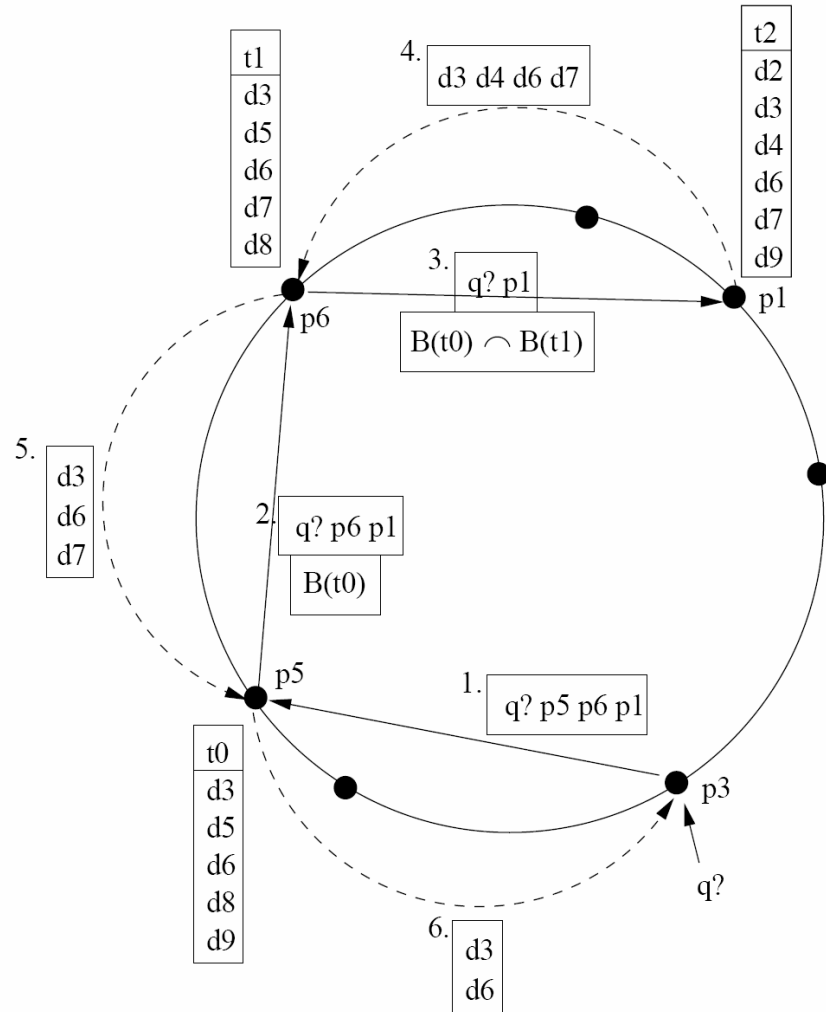 t1
d3
d5
d6
d7
d8
4.
d3 d4 d6 d7
t2
d2
d3
d4
d6
d7
d9
3.
q? p1
B(t0) ⌒ B(t1)
p6
p1
5.
d3
d6
d7
2.
q? p6 p1
B(t0)
p5
1.
q? p5 p6 p1
t0
d3
d5
d6
d8
d9
p3
q?
6.
d3
d6